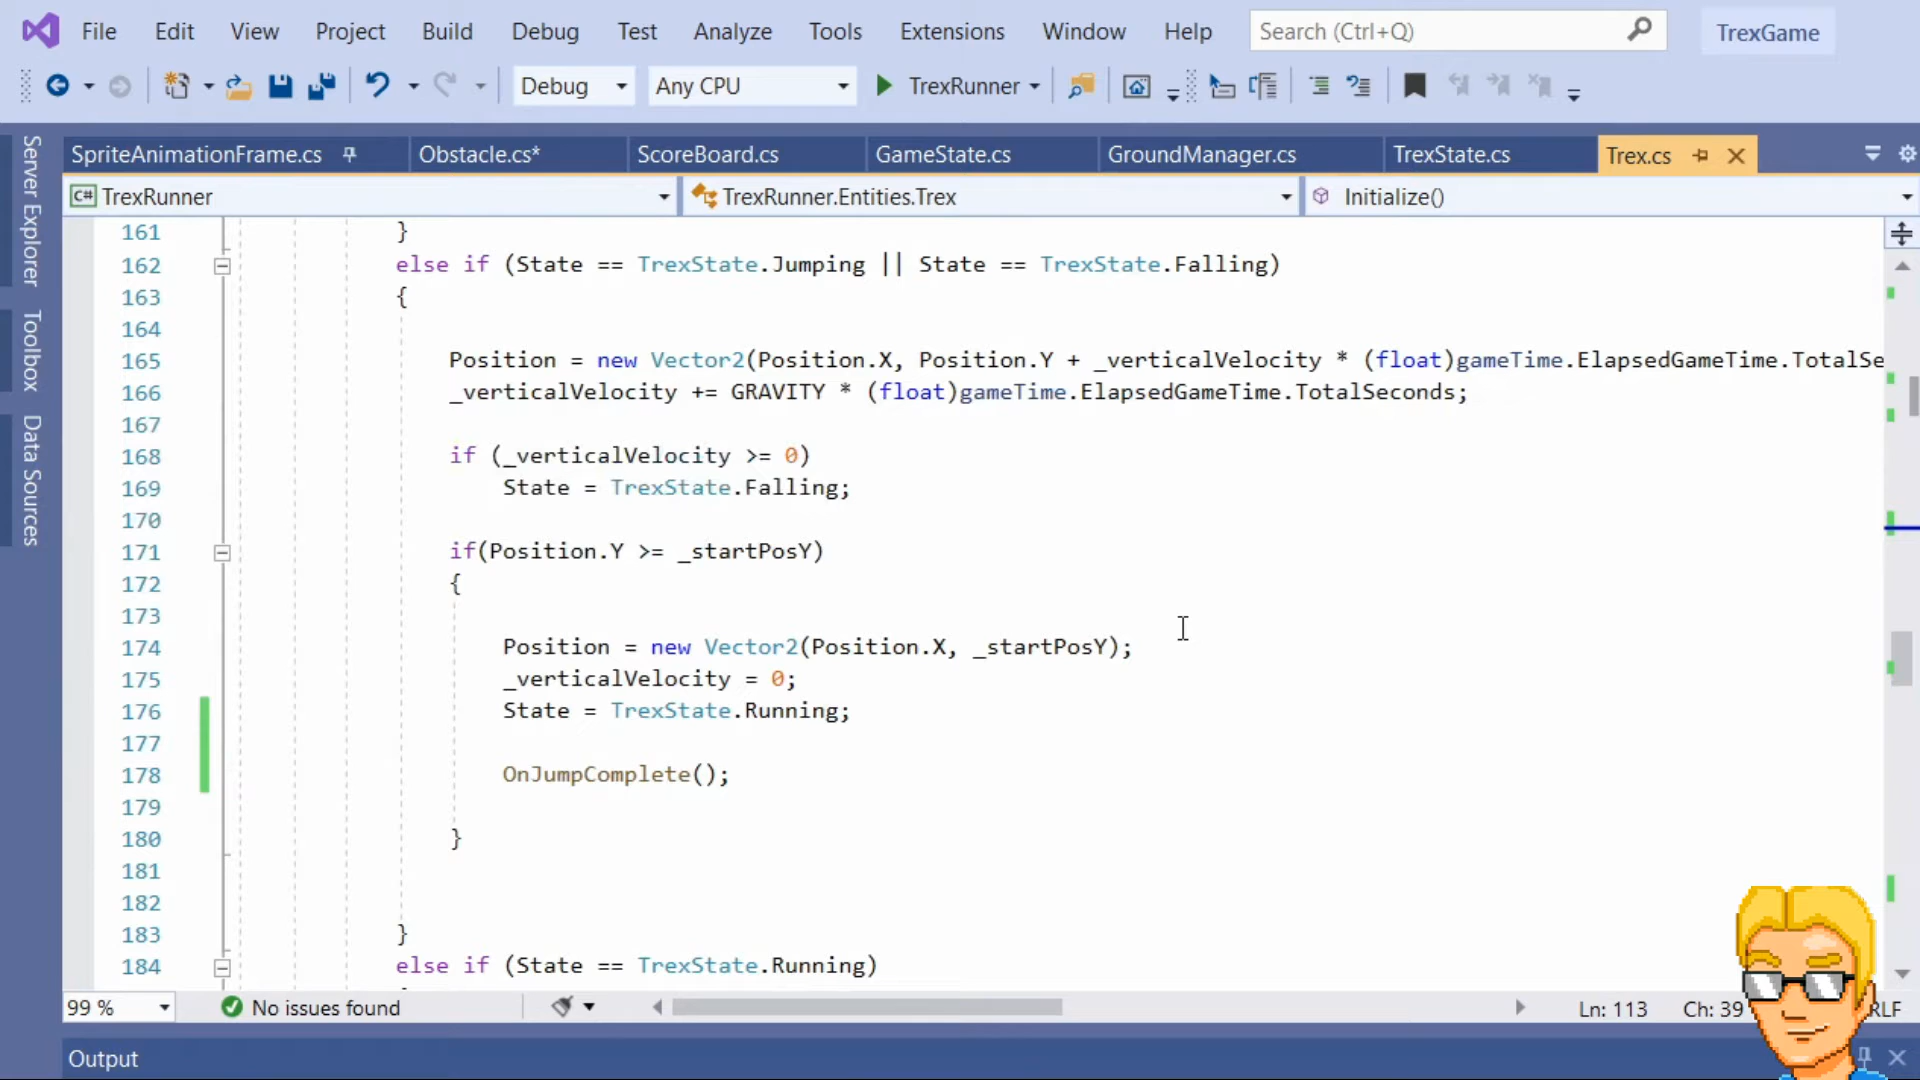 File Edit View Project Build Debug Test Analyze Tools Extensions Window Help Search (Ctrl+Q) TrexGame
Debug Any CPU TrexRunner
SpriteAnimationFrame.cs Obstacle.cs* ScoreBoard.cs GameState.cs GroundManager.cs TrexState.cs Trex.cs
C# TrexRunner TrexRunner.Entities.Trex Initialize()
Server Explorer
Toolbox
Data Sources
161 }
162 else if (State == TrexState.Jumping || State == TrexState.Falling)
163 {
164
165 Position = new Vector2(Position.X, Position.Y + _verticalVelocity * (float)gameTime.ElapsedGameTime.TotalSe
166 _verticalVelocity += GRAVITY * (float)gameTime.ElapsedGameTime.TotalSeconds;
167
168 if (_verticalVelocity >= 0)
169 State = TrexState.Falling;
170
171 if(Position.Y >= _startPosY)
172 {
173
174 Position = new Vector2(Position.X, _startPosY);
175 _verticalVelocity = 0;
176 State = TrexState.Running;
177
178 OnJumpComplete();
179
180 }
181
182
183 }
184 else if (State == TrexState.Running)
99 % No issues found Ln: 113 Ch: 39 RLF
Output